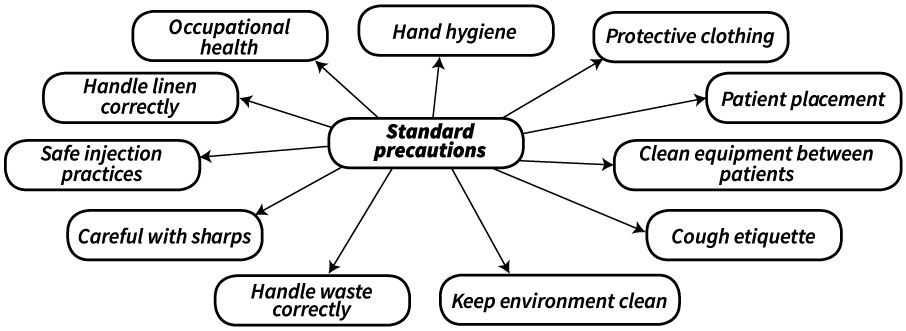 Occupational
health
Hand hygiene
Protective clothing
Handle linen
correctly
Patient placement
Standard
precautions
Safe injection
practices
Clean equipment between
patients
Careful with sharps
Cough etiquette
Handle waste
correctly
Keep environment clean